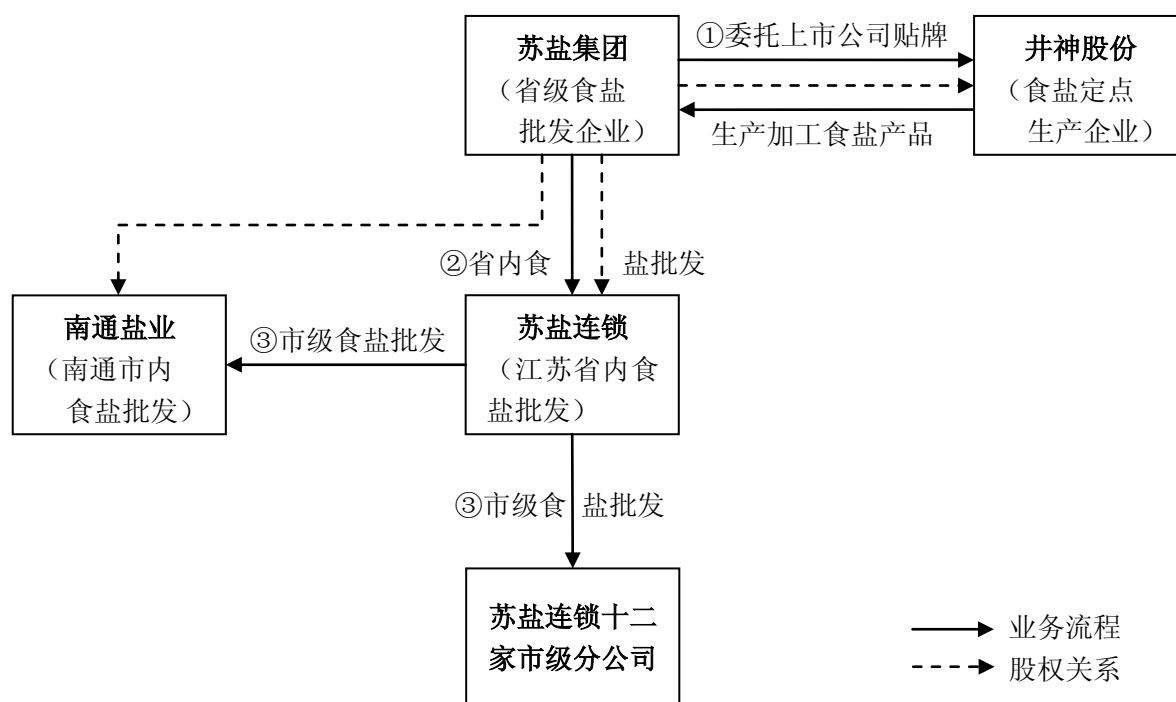 苏盐集团
（省级食盐
批发企业）
①委托上市公司贴牌
生产加工食盐产品
井神股份
（食盐定点
生产企业）
②省内食 盐批发
南通盐业
（南通市内
食盐批发）
③市级食盐批发
苏盐连锁
（江苏省内食
盐批发）
③市级食 盐批发
苏盐连锁十二
家市级分公司
业务流程
股权关系